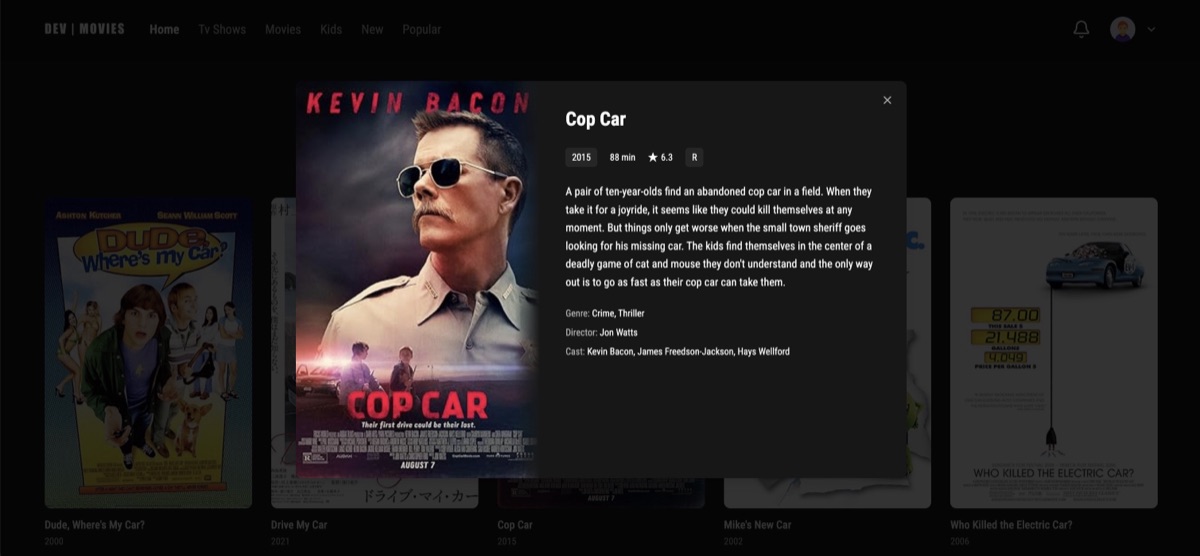 DEV | MOVIES
Home
Tv Shows
Movies
Kids
New
Popular
KEVIN BACON
COP CAR
Their first drive could be their last.
R
AUGUST 7
Cop Car
2015
88 min
★ 6.3
R
A pair of ten-year-olds find an abandoned cop car in a field. When they
take it for a joyride, it seems like they could kill themselves at any
moment. But things only get worse when the small town sheriff goes
looking for his missing car. The kids find themselves in the center of a
deadly game of cat and mouse they don't understand and the only way
out is to go as fast as their cop car can take them.
Genre: Crime, Thriller
Director: Jon Watts
Cast: Kevin Bacon, James Freedson-Jackson, Hays Wellford
ASHTON KUTCHER
SEANN WILLIAM SCOTT
DUDE,
Where's my Car?
村
ドライブ・マイ・カー
AUGUST 7
C.
87.00
THIS SALE $
21.488
GALLONS
4.049
PRICE PER GALLON $
WHO KILLED THE ELECTRIC CAR?
Dude, Where's My Car?
2000
Drive My Car
2021
Cop Car
2015
Mike's New Car
2002
Who Killed the Electric Car?
2006